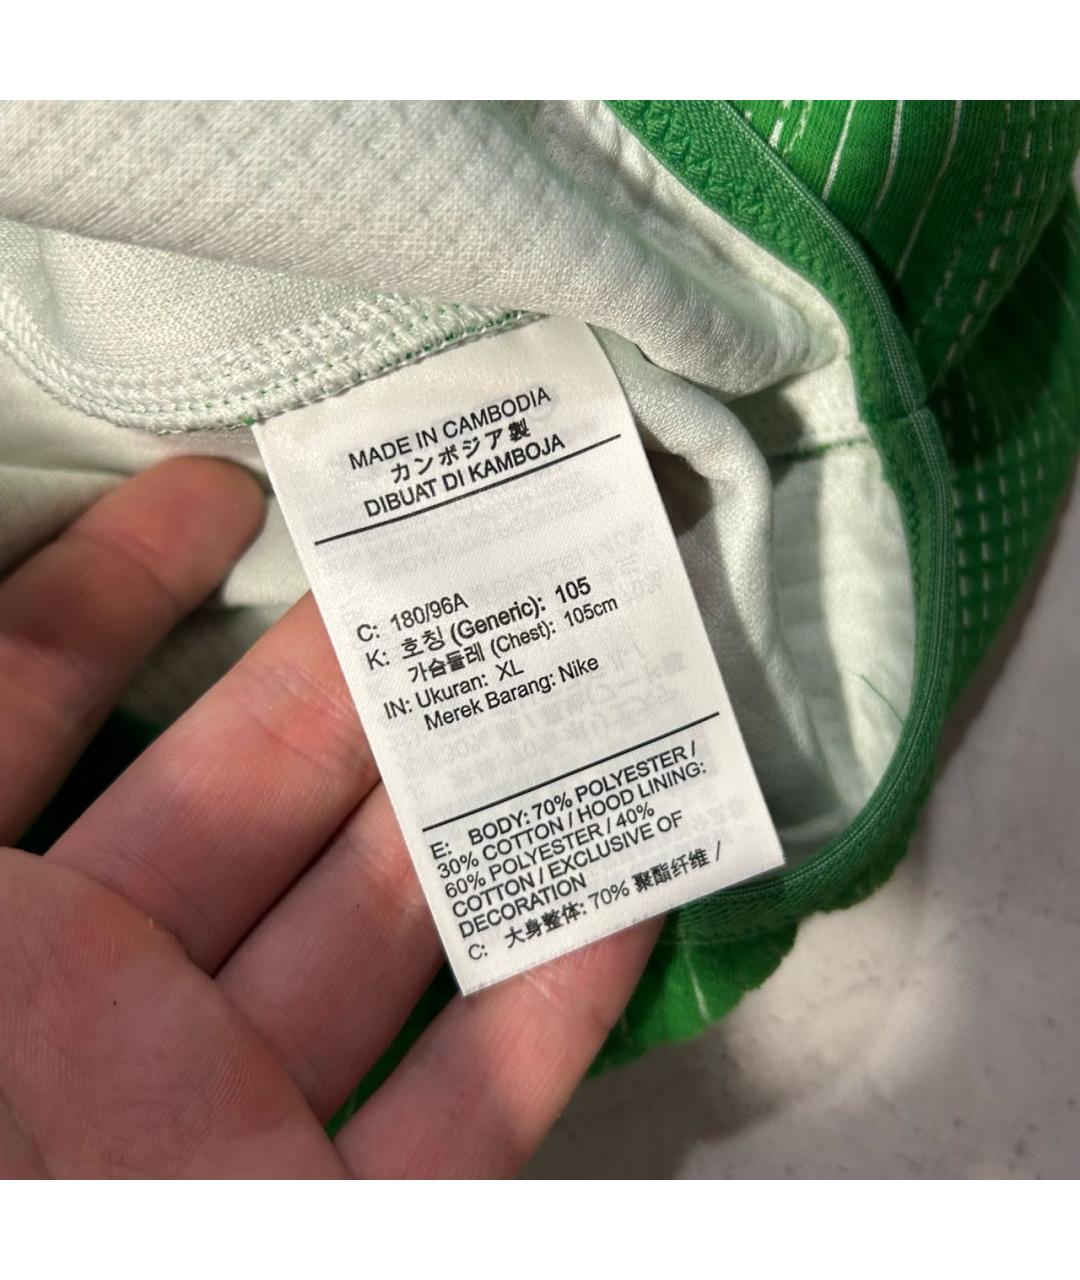 MADE IN CAMBODIA
カンボジア製
DIBUAT DI KAMBOJA
C: 180/96A
K: 호칭 (Generic): 105
가슴둘레 (Chest): 105cm
IN: Ukuran: XL
Merek Barang: Nike
E: BODY: 70% POLYESTER /
30% COTTON / HOOD LINING:
60% POLYESTER / 40%
COTTON / EXCLUSIVE OF
DECORATION
C: 大身整体: 70% 聚酯纤维 /